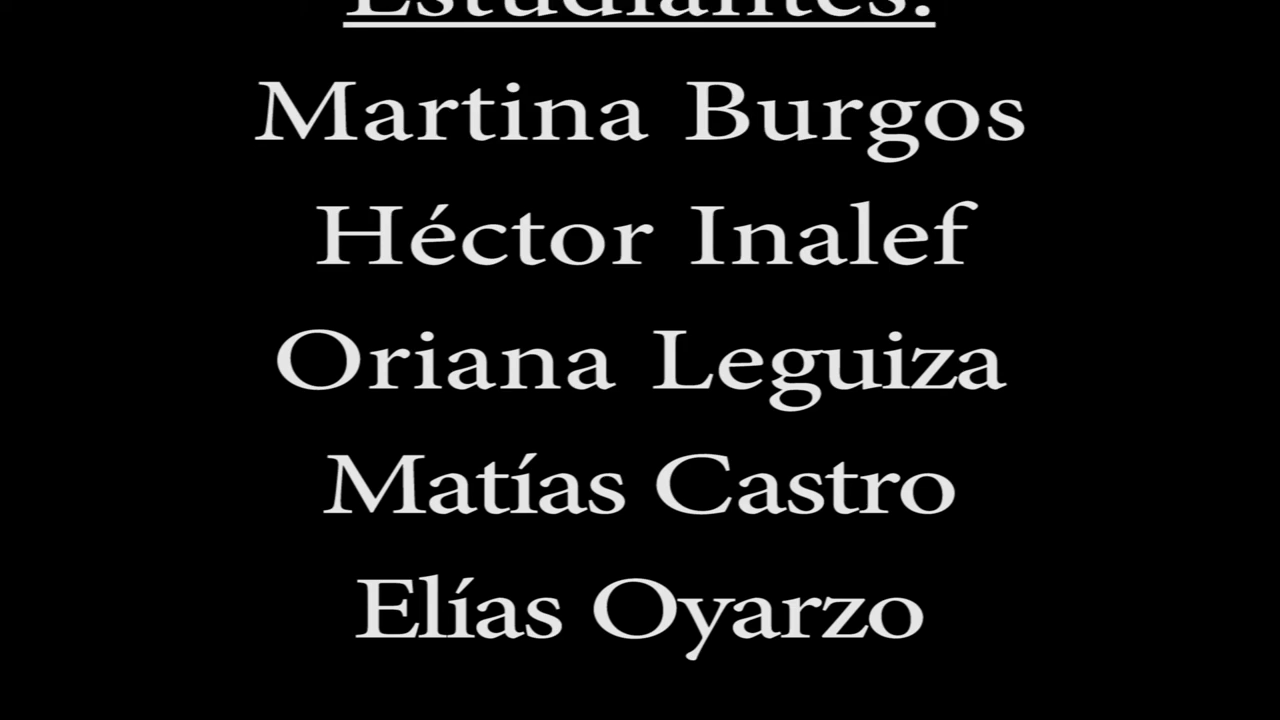 Estudiantes:
Martina Burgos
Héctor Inalef
Oriana Leguiza
Matías Castro
Elías Oyarzo